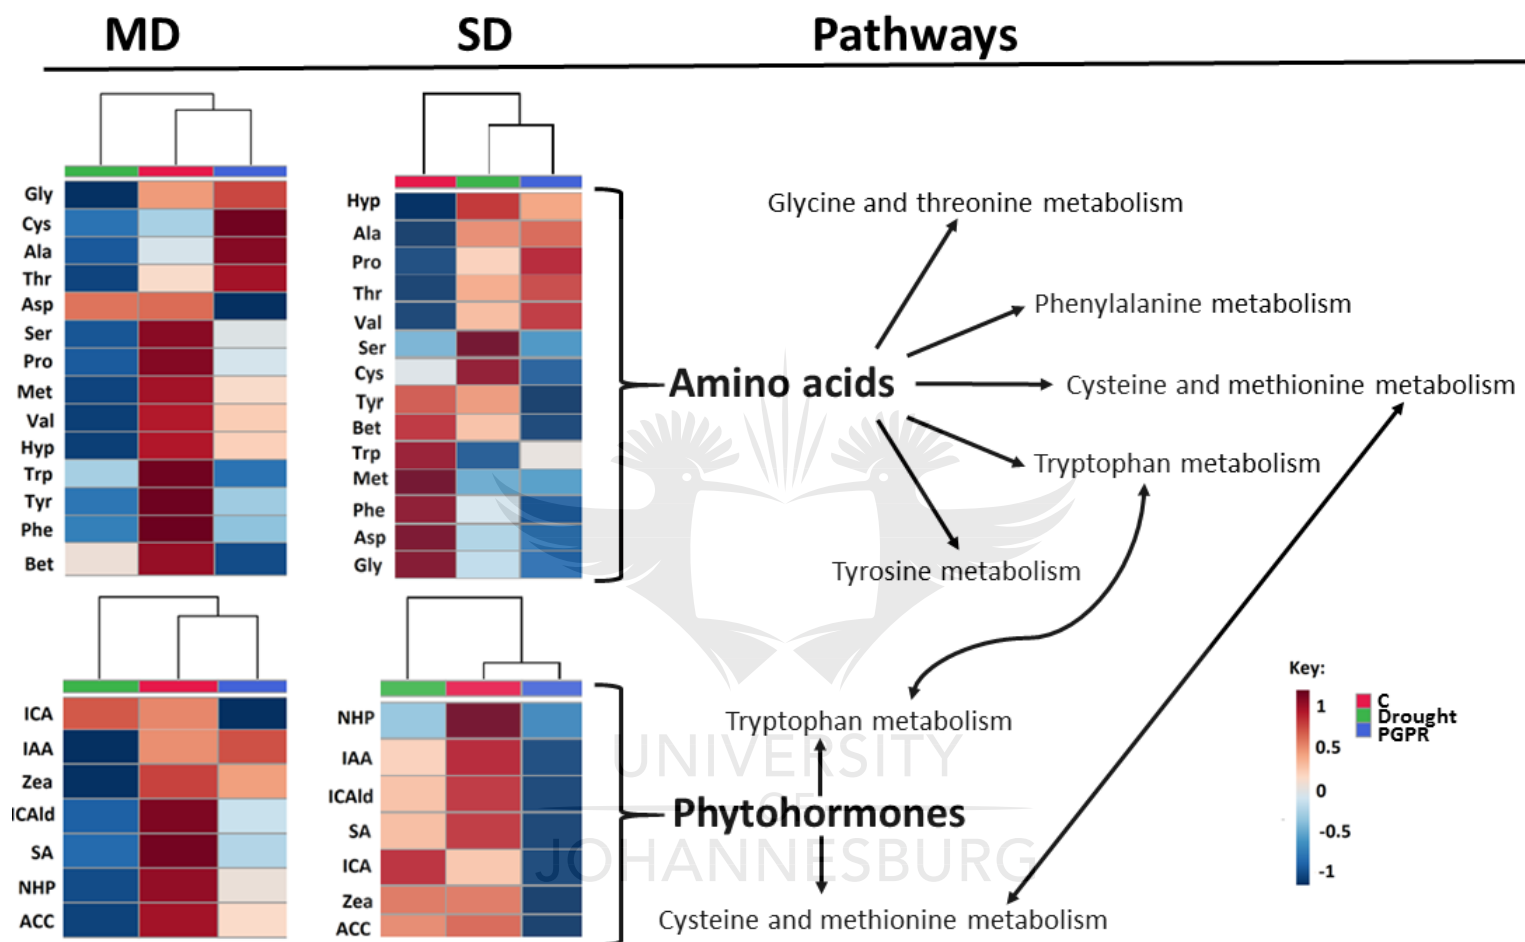 MD SD Pathways
Gly
Cys
Ala
Thr
Asp
Ser
Pro
Met
Val
Hyp
Trp
Tyr
Phe
Bet
Hyp
Ala
Pro
Thr
Val
Ser
Cys
Tyr
Bet
Trp
Met
Phe
Asp
Gly
Amino acids
Glycine and threonine metabolism
Phenylalanine metabolism
Cysteine and methionine metabolism
Tryptophan metabolism
Tyrosine metabolism
ICA
IAA
Zea
ICAld
SA
NHP
ACC
NHP
IAA
ICAld
SA
ICA
Zea
ACC
Phytohormones
Tryptophan metabolism
Cysteine and methionine metabolism
Key:
1
0.5
0
-0.5
-1
C
Drought
PGPR
UNIVERSITY
OF
JOHANNESBURG